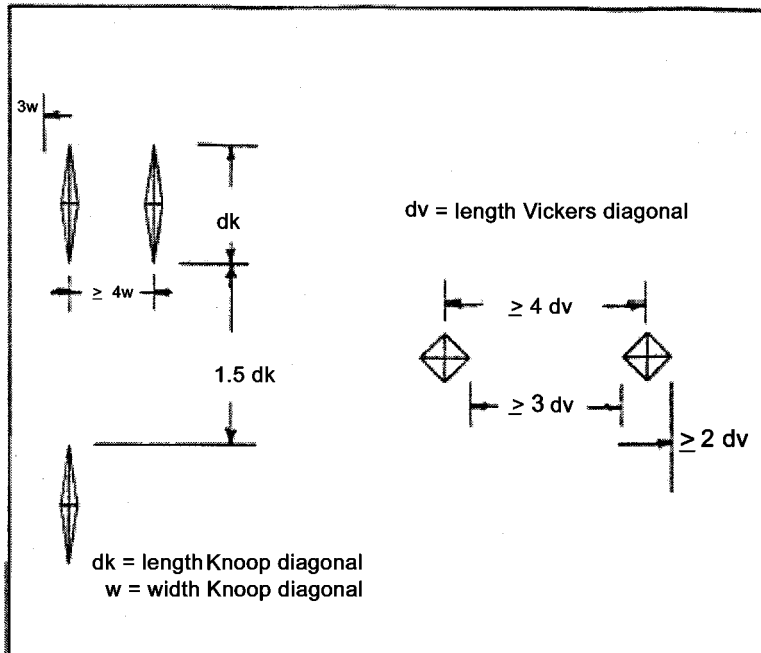 3w
dk
≥ 4w
1.5 dk
dk = length Knoop diagonal
w = width Knoop diagonal
dv = length Vickers diagonal
≥ 4 dv
≥ 3 dv
≥ 2 dv